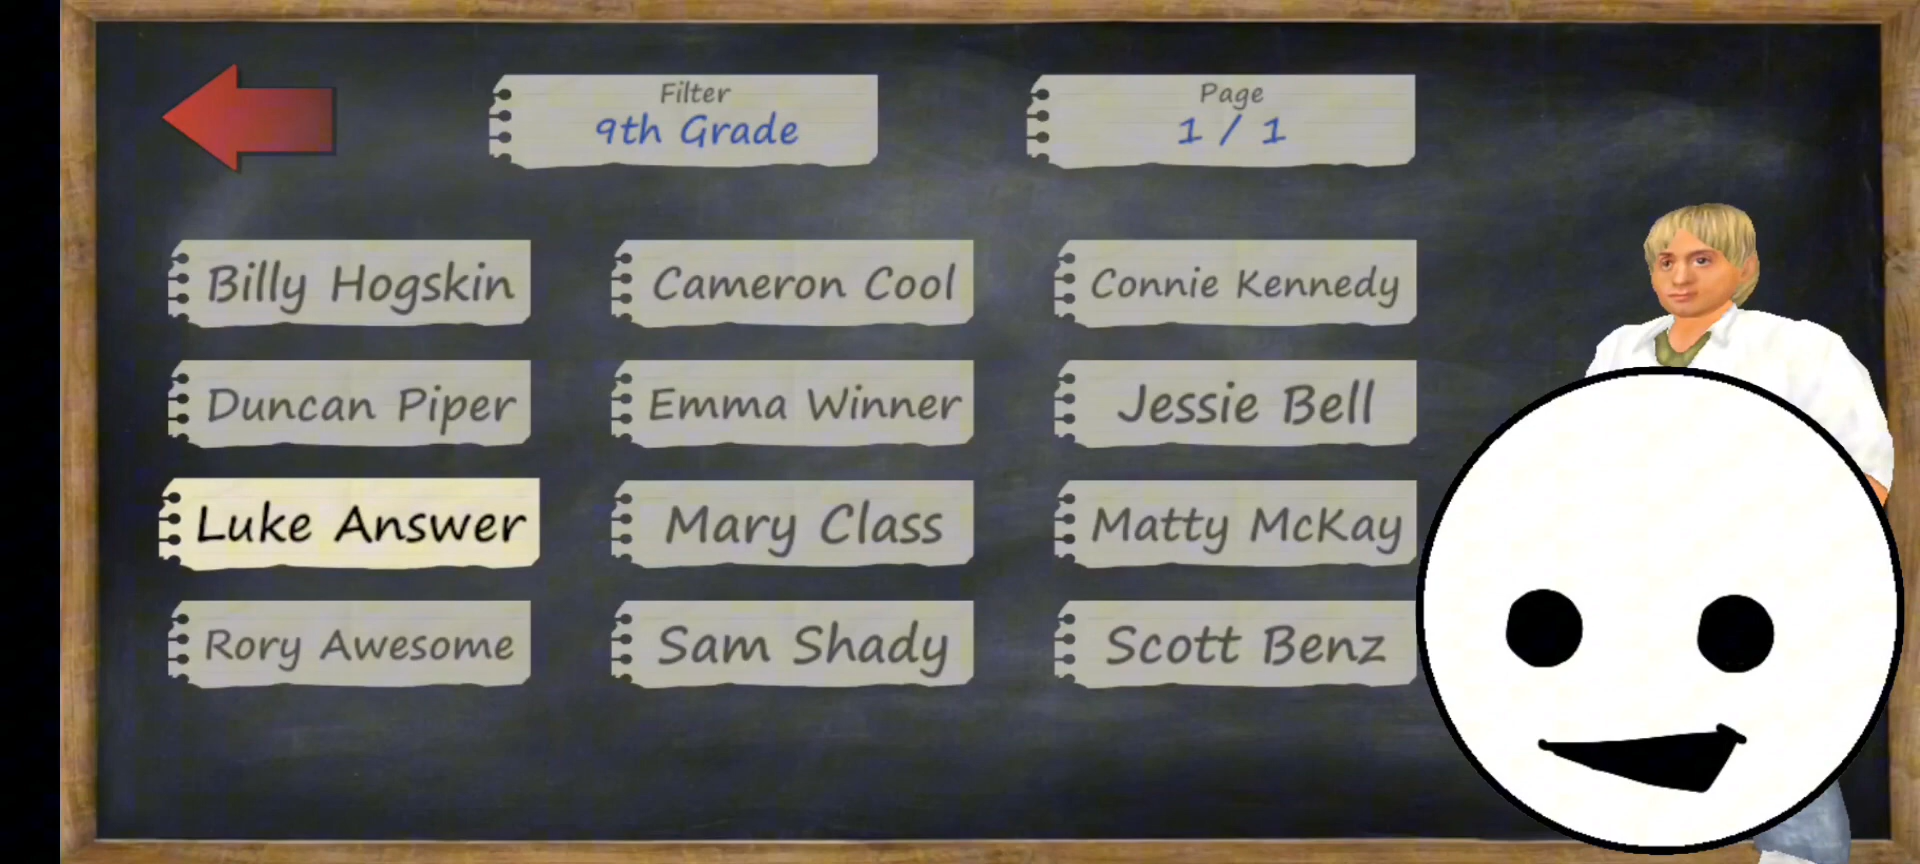 Filter
9th Grade
Page
1 / 1
Billy Hogskin
Cameron Cool
Connie Kennedy
Duncan Piper
Emma Winner
Jessie Bell
Luke Answer
Mary Class
Matty McKay
Rory Awesome
Sam Shady
Scott Benz